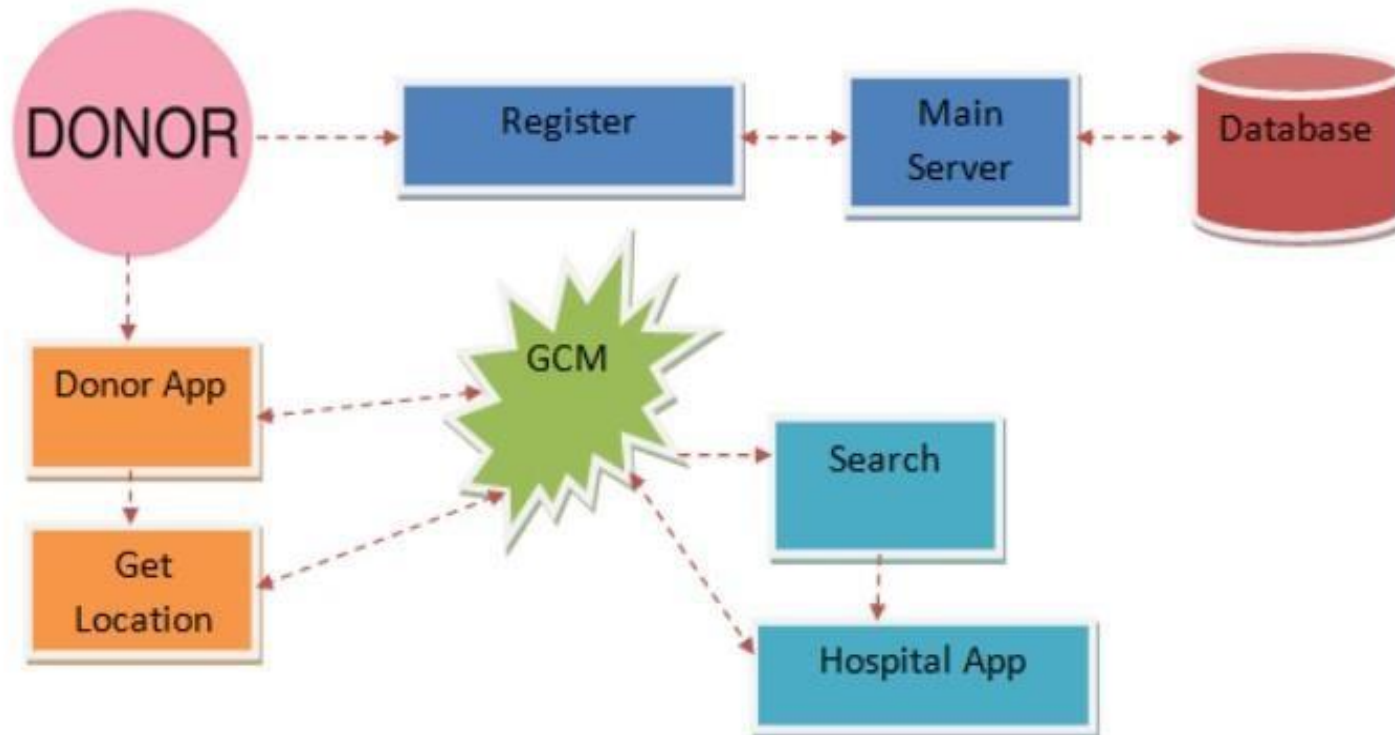 DONOR
Register
Main
Server
Database
GCM
Donor App
Search
Get
Location
Hospital App